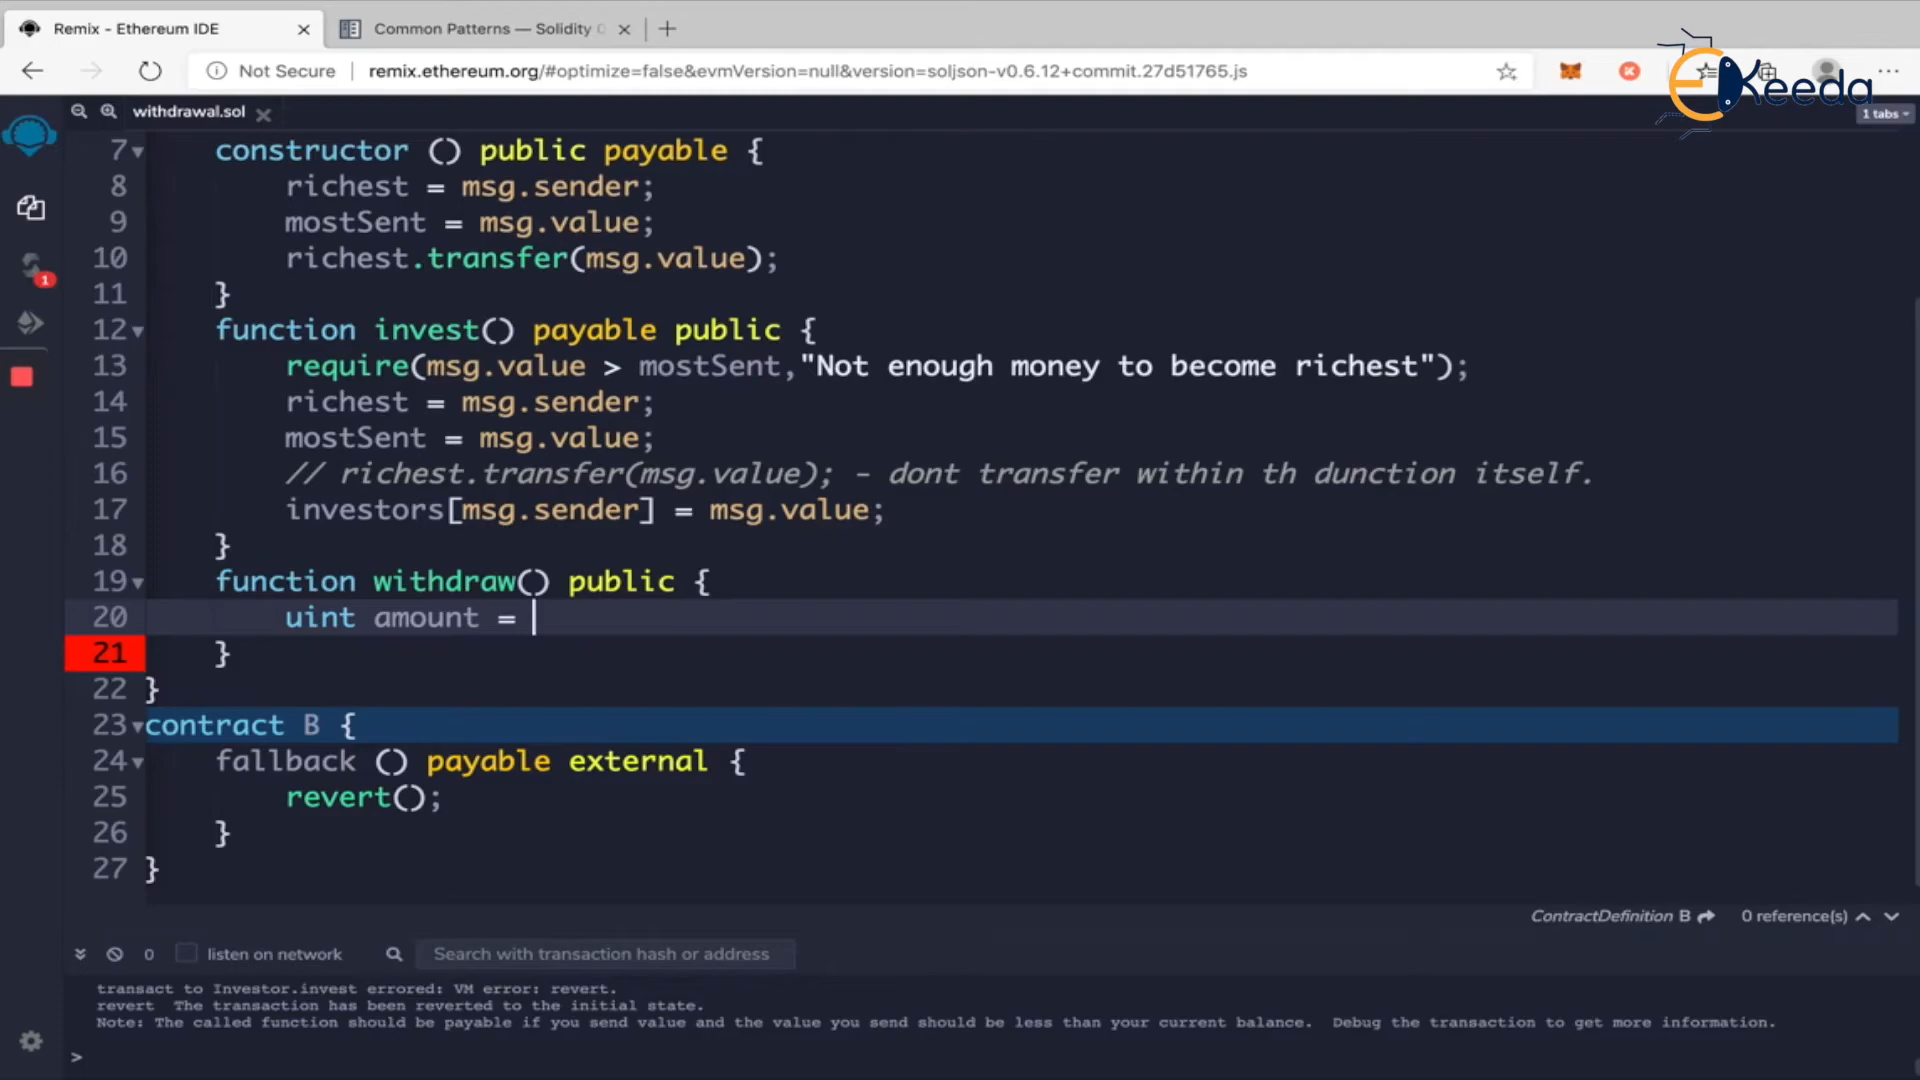 Remix - Ethereum IDE
Common Patterns — Solidity
Not Secure
remix.ethereum.org/#optimize=false&evmVersion=null&version=soljson-v0.6.12+commit.27d51765.js
eKeeda
withdrawal.sol
1 tabs
7 constructor () public payable {
8 richest = msg.sender;
9 mostSent = msg.value;
10 richest.transfer(msg.value);
11 }
12 function invest() payable public {
13 require(msg.value > mostSent,"Not enough money to become richest");
14 richest = msg.sender;
15 mostSent = msg.value;
16 // richest.transfer(msg.value); - dont transfer within th dunction itself.
17 investors[msg.sender] = msg.value;
18 }
19 function withdraw() public {
20 uint amount =
21 }
22 }
23 contract B {
24 fallback () payable external {
25 revert();
26 }
27 }
1
ContractDefinition B 0 reference(s)
0 listen on network Search with transaction hash or address
transact to Investor.invest errored: VM error: revert.
revert The transaction has been reverted to the initial state.
Note: The called function should be payable if you send value and the value you send should be less than your current balance. Debug the transaction to get more information.
>